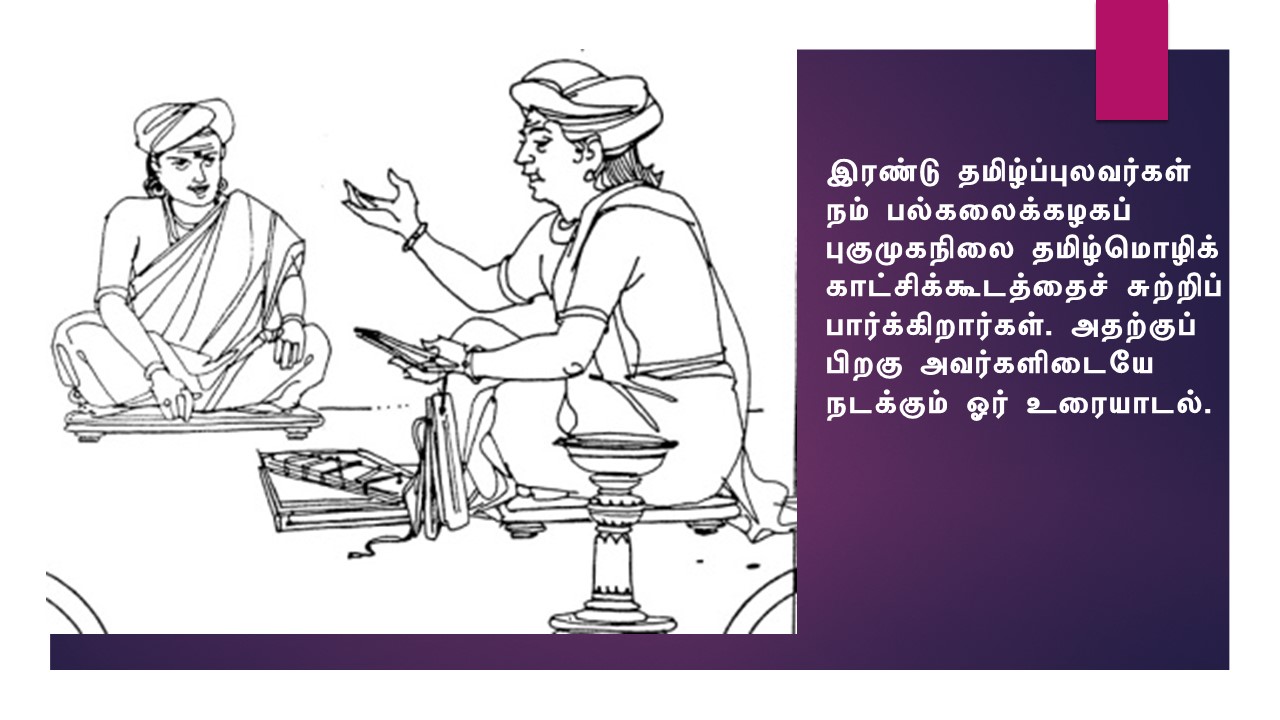 இரண்டு தமிழ்ப்புலவர்கள்
நம் பல்கலைக்கழகப்
புகுமுகநிலை தமிழ்மொழிக்
காட்சிக்கூடத்தைச் சுற்றிப்
பார்க்கிறார்கள். அதற்குப்
பிறகு அவர்களிடையே
நடக்கும் ஓர் உரையாடல்.